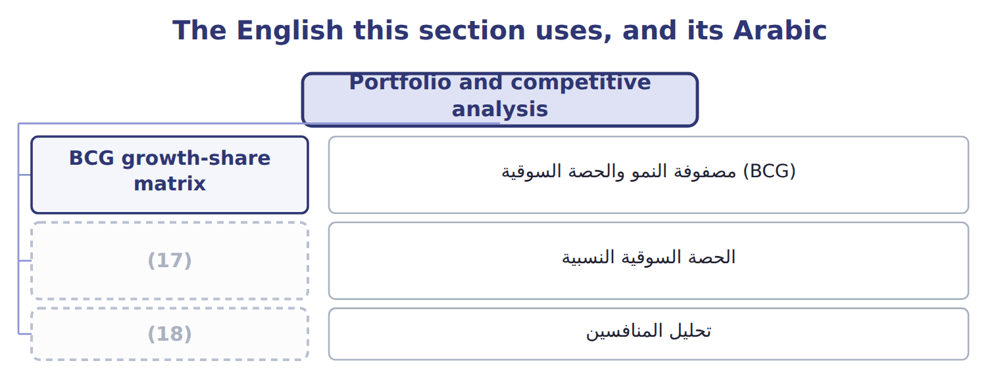 The English this section uses, and its Arabic
Portfolio and competitive
analysis
BCG growth-share
matrix
مصفوفة النمو والحصة السوقية (BCG)
(17)
الحصة السوقية النسبية
(18)
تحليل المنافسين